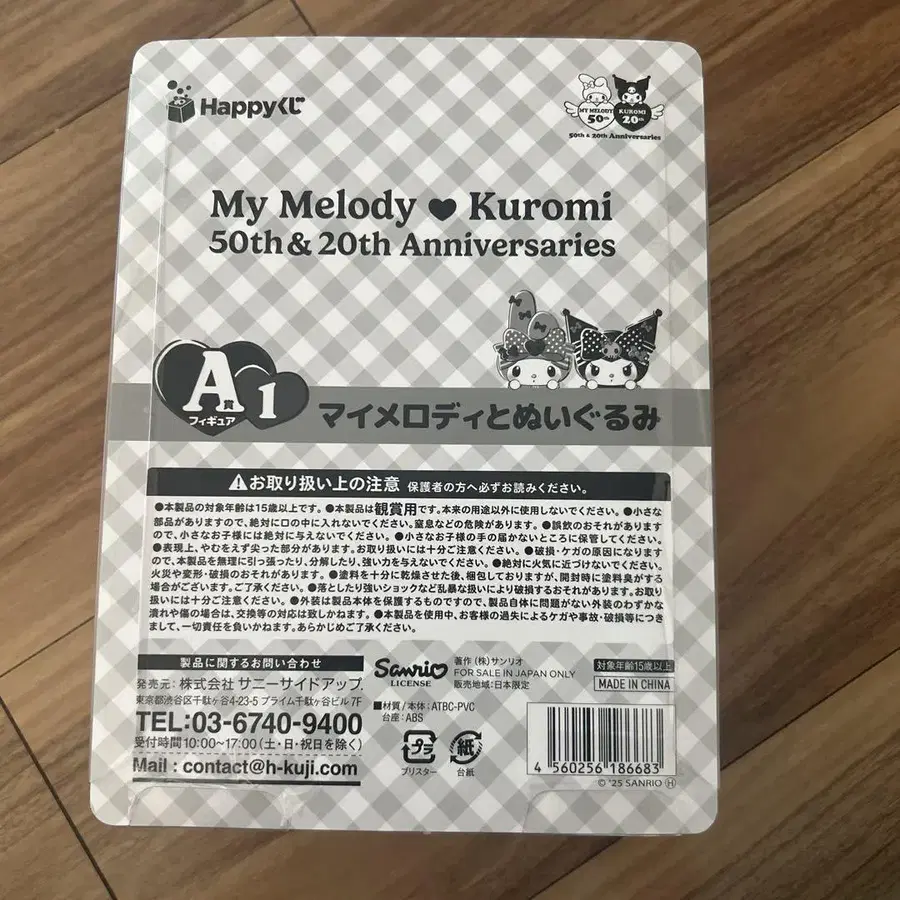 Happyくじ
MY MELODY 50th
KUROMI 20th
50th & 20th Anniversaries
My Melody ♥ Kuromi
50th & 20th Anniversaries
A賞 1
フィギュア
マイメロディとぬいぐるみ
⚠お取り扱い上の注意 保護者の方へ必ずお読みください。
●本製品の対象年齢は15歳以上です。●本製品は観賞用です。本来の用途以外に使用しないでください。●小さな
部品がありますので、絶対に口の中に入れないでください。窒息などの危険があります。●誤飲のおそれがあります
ので、小さなお子様には絶対に与えないでください。●小さなお子様の手の届かないところに保管してください。
●表現上、やむをえず尖った部分があります。お取り扱いには十分ご注意ください。●破損・ケガの原因になります
ので、本製品を無理に引っ張ったり、分解したり、強い力を与えないでください。●絶対に火気に近づけないでください。
火災や変形・破損のおそれがあります。●塗料を十分に乾燥させた後、梱包しておりますが、開封時に塗料臭がする
場合がございます。ご了承ください。●落としたり強いショックなど乱暴な扱いにより破損するおそれがあります。お取り
扱いには十分ご注意ください。●外装は製品本体を保護するものですので、製品自体に問題がない外装のわずかな
潰れや傷の場合は、交換等の対応は致しかねます。●本製品を使用中、お客様の過失によるケガや事故・破損等につき
まして、一切責任を負いかねます。あらかじめご了承ください。
製品に関するお問い合わせ
発売元:株式会社 サニーサイドアップ.
東京都渋谷区千駄ヶ谷4-23-5 プライム千駄ヶ谷ビル 7F
TEL:03-6740-9400
受付時間10:00~17:00(土・日・祝日を除く)
Mail : contact@h-kuji.com
Sanrio
LICENSE
著作 (株)サンリオ
FOR SALE IN JAPAN ONLY
販売地域:日本限定
■材質/本体:ATBC-PVC
台座:ABS
プラ
ブリスター
紙
台紙
対象年齢15歳以上
MADE IN CHINA
4 560256 186683
© '25 SANRIO Ⓗ